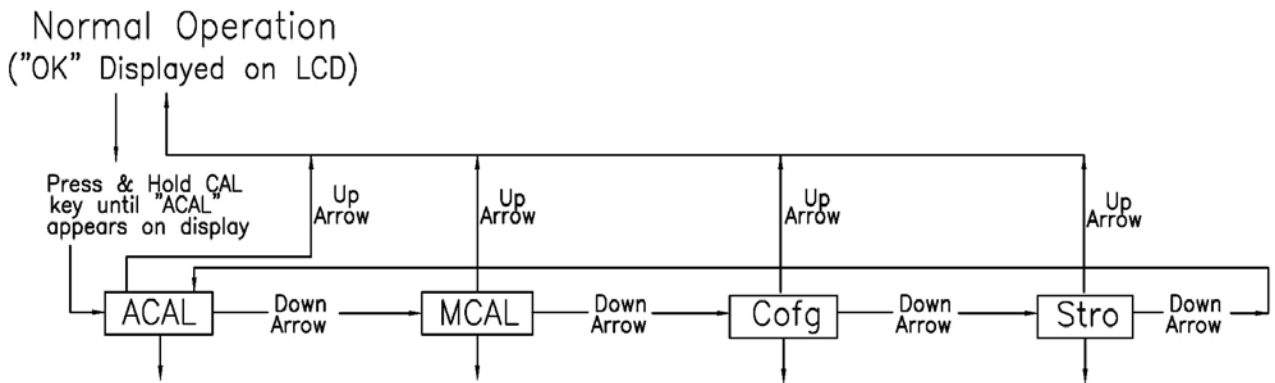 Normal Operation
("OK" Displayed on LCD)
Press & Hold CAL
key until "ACAL"
appears on display
Up
Arrow
Up
Arrow
Up
Arrow
Up
Arrow
ACAL
Down
Arrow
MCAL
Down
Arrow
Cofg
Down
Arrow
Stro
Down
Arrow